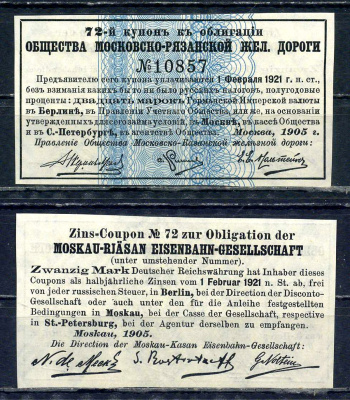 72-й купонъ къ облигаціи
ОБЩЕСТВА МОСКОВСКО-РЯЗАНСКОЙ ЖЕЛ. ДОРОГИ
№10857
Предъявителю сего купона уплачивается 1 Февраля 1921 г. н. ст.,
безъ взиманія какихъ бы то ни было русскихъ налоговъ, полугодовые
проценты: двадцать марокъ Германской Имперской валюты
въ Берлинѣ, въ Правленіи Учетнаго Общества, или же, на основаніи
утвержденныхъ для сего займа условій, въ Москвѣ, въ кассѣ Общества
и въ С.-Петербургѣ, въ агентствѣ Общества. Москва, 1905 г.
Правленіе Общества Московско-Казанской желѣзной дороги:
Zins-Coupon № 72 zur Obligation der
MOSKAU-RJÄSAN EISENBAHN-GESELLSCHAFT
(unter umstehender Nummer).
Zwanzig Mark Deutscher Reichswährung hat Inhaber dieses
Coupons als halbjährliche Zinsen vom 1 Februar 1921 n. St. ab, frei
von jeder russischen Steuer, in Berlin, bei der Direction der Disconto-
Gesellschaft oder auch unter den für die Anleihe festgestellten
Bedingungen in Moskau, bei der Casse der Gesellschaft, respective
in St.-Petersburg, bei der Agentur derselben zu empfangen.
Moskau, 1905.
Die Direction der Moskau-Kasan Eisenbahn-Gesellschaft:
N. de Meck